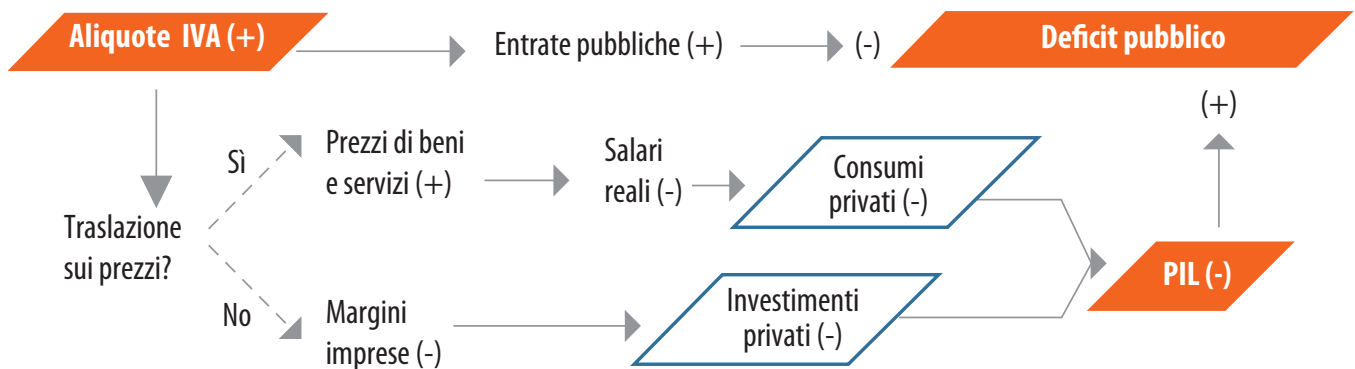 Aliquote IVA (+)
Entrate pubbliche (+)
(-)
Deficit pubblico
(+)
Sì
Prezzi di beni
e servizi (+)
Salari
reali (-)
Consumi
privati (-)
Traslazione
sui prezzi?
PIL (-)
No
Margini
imprese (-)
Investimenti
privati (-)